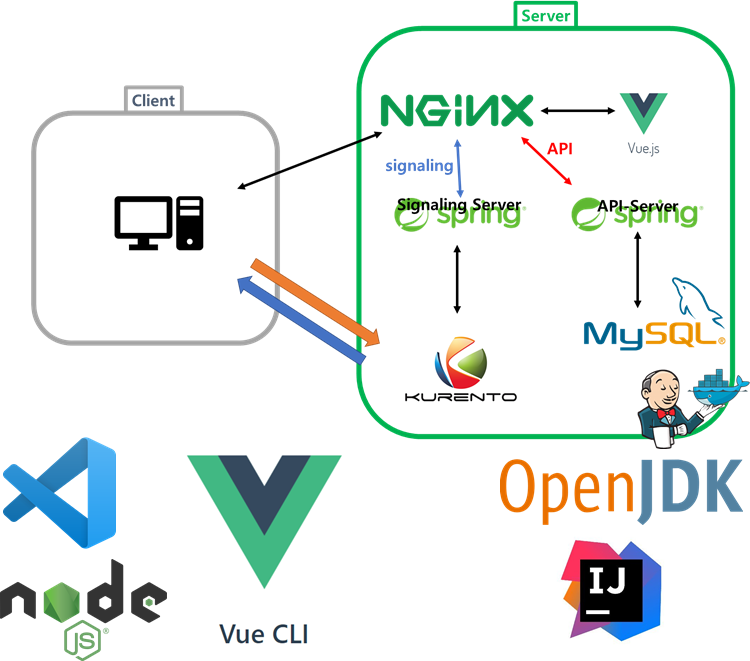 Server
Client
NGINX
Vue.js
API
signaling
Signaling Server
spring
API-Server
spring
MySQL®
KURENTO
OpenJDK
node
JS®
IJ
Vue CLI